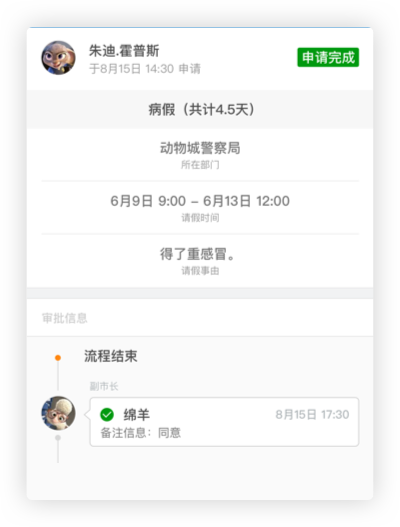 朱迪.霍普斯
于8月15日 14:30 申请
申请完成
病假（共计4.5天）
动物城警察局
所在部门
6月9日 9:00 – 6月13日 12:00
请假时间
得了重感冒。
请假事由
审批信息
流程结束
副市长
绵羊
8月15日 17:30
备注信息：同意